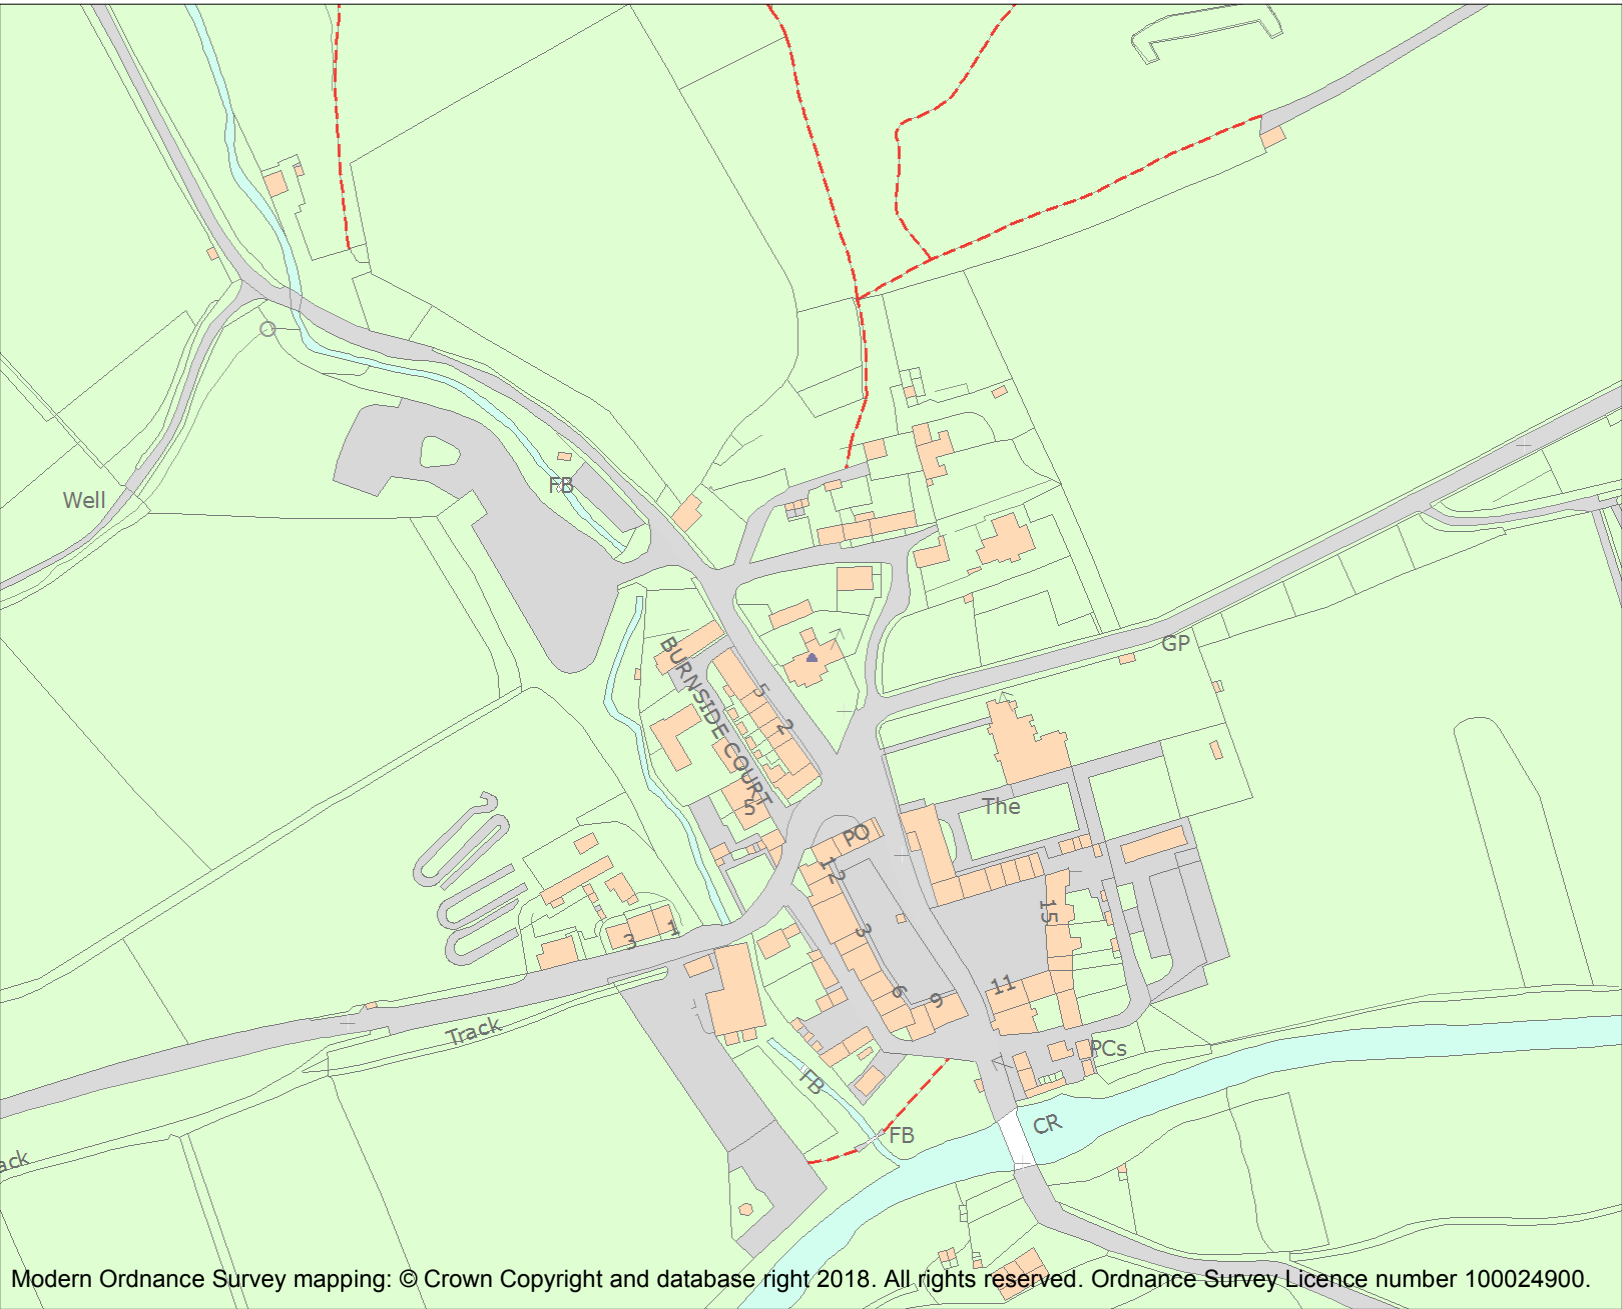 Well
FB
GP
BURNSIDE COURT
5
2
5
The
PO
12
3
15
3
1
6
9
11
Track
PCs
FB
FB
CR
ack
Modern Ordnance Survey mapping: © Crown Copyright and database right 2018. All rights reserved. Ordnance Survey Licence number 100024900.